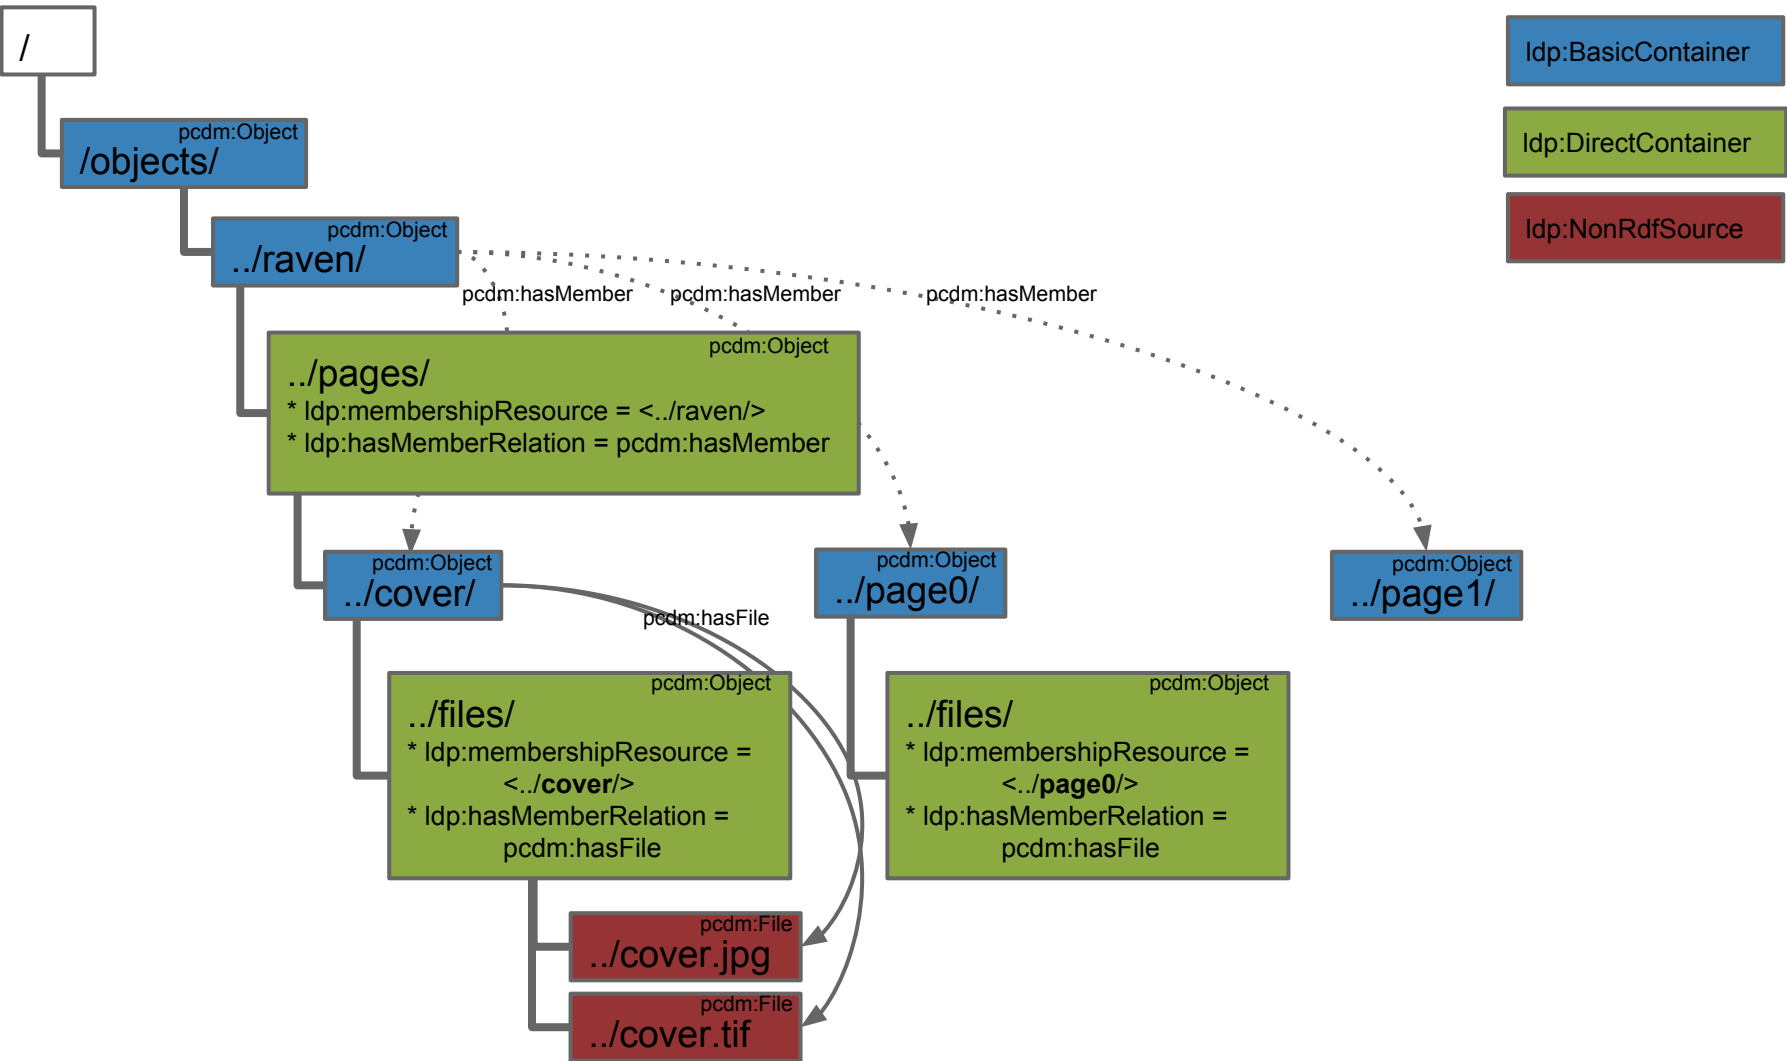 /
ldp:BasicContainer
pcdm:Object
/objects/
ldp:DirectContainer
pcdm:Object
../raven/
ldp:NonRdfSource
pcdm:hasMember
pcdm:hasMember
pcdm:hasMember
pcdm:Object
../pages/
* ldp:membershipResource = <../raven/>
* ldp:hasMemberRelation = pcdm:hasMember
pcdm:Object
../cover/
pcdm:Object
../page0/
pcdm:Object
../page1/
pcdm:hasFile
pcdm:Object
../files/
* ldp:membershipResource =
<../cover/>
* ldp:hasMemberRelation =
pcdm:hasFile
pcdm:Object
../files/
* ldp:membershipResource =
<../page0/>
* ldp:hasMemberRelation =
pcdm:hasFile
pcdm:File
../cover.jpg
pcdm:File
../cover.tif